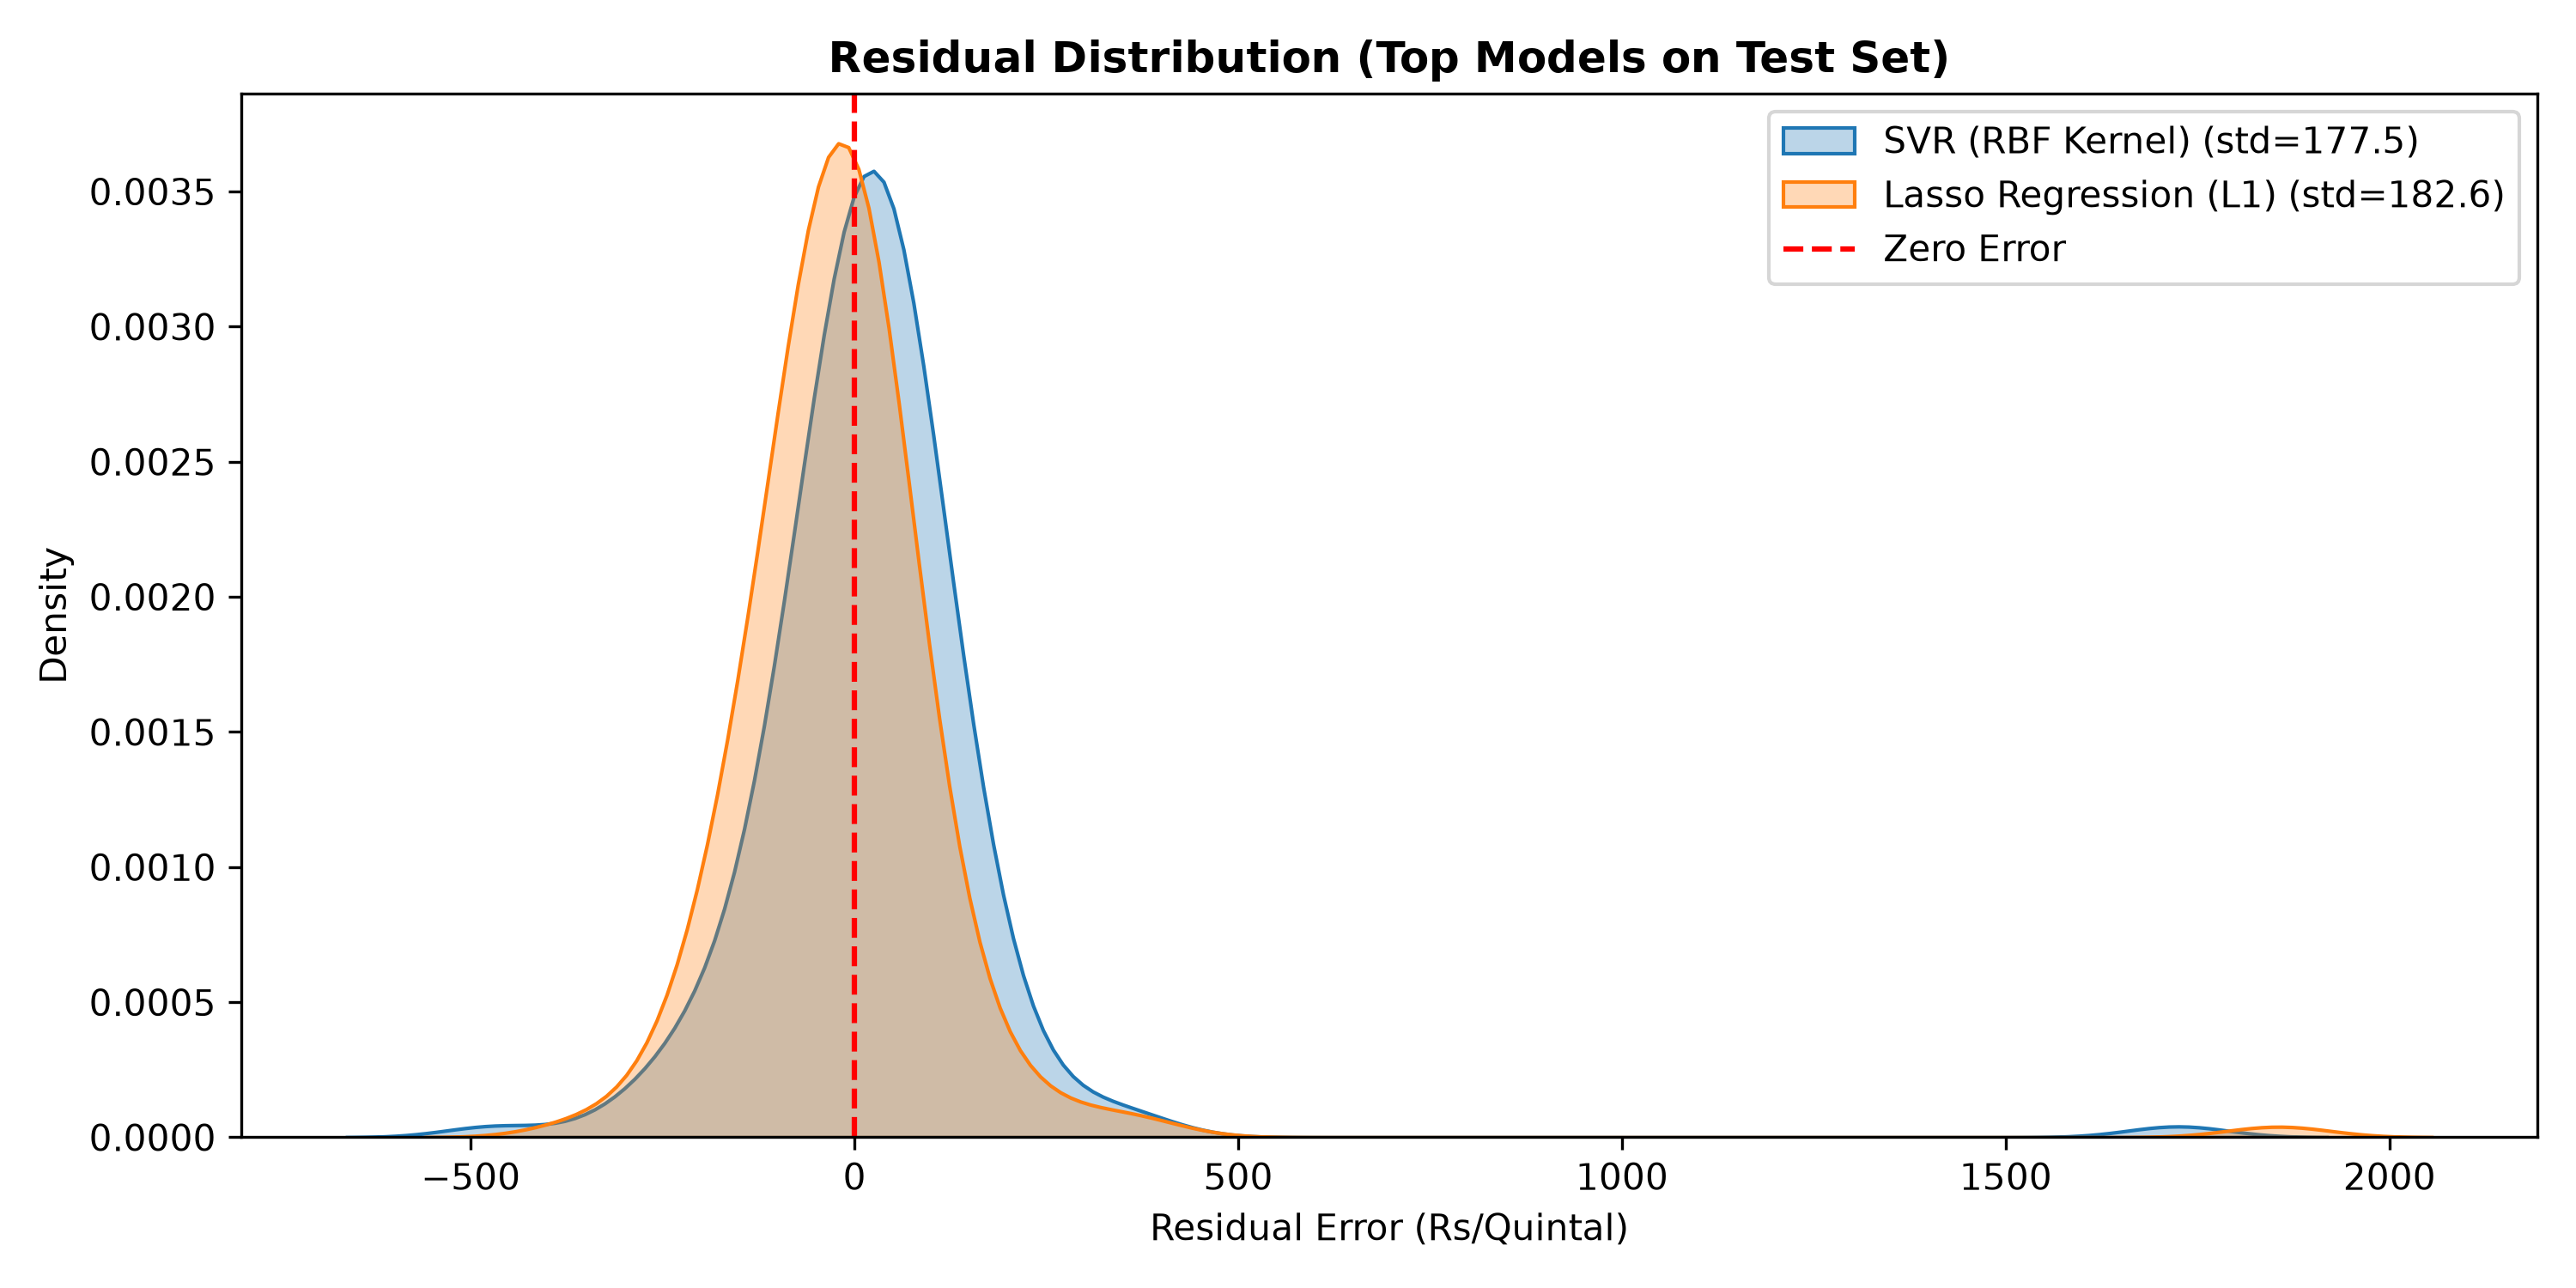 Residual Distribution (Top Models on Test Set)
SVR (RBF Kernel) (std=177.5)
Lasso Regression (L1) (std=182.6)
Zero Error
Density
0.0035
0.0030
0.0025
0.0020
0.0015
0.0010
0.0005
0.0000
−500
0
500
1000
1500
2000
Residual Error (Rs/Quintal)